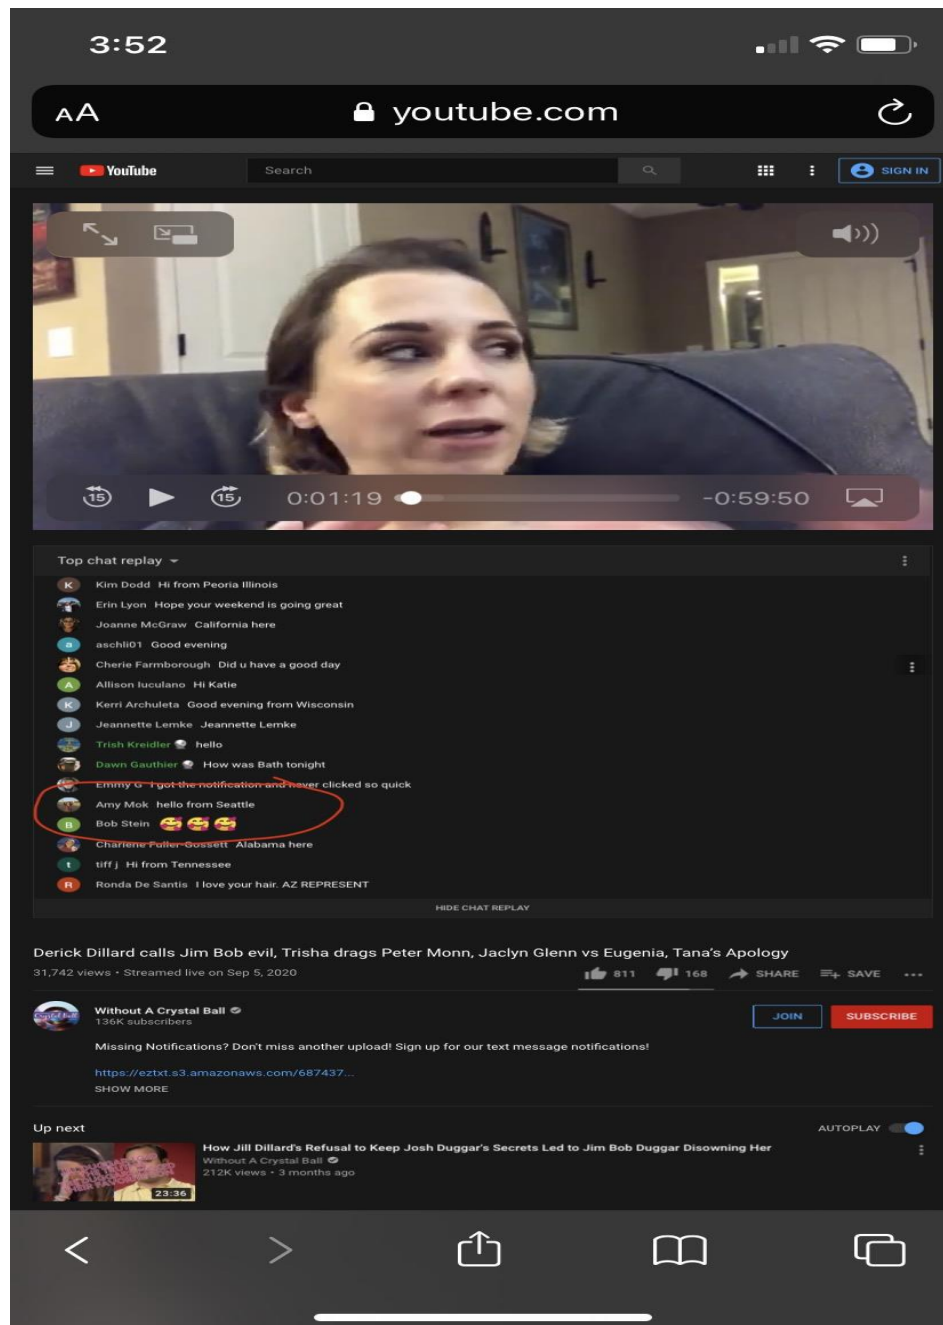 3:52
AA youtube.com
YouTube Search SIGN IN
15 15 0:01:19 -0:59:50
Top chat replay
K Kim Dodd Hi from Peoria Illinois
Erin Lyon Hope your weekend is going great
Joanne McGraw California here
a aschli01 Good evening
Cherie Farmborough Did u have a good day
A Allison Iuculano Hi Katie
K Kerri Archuleta Good evening from Wisconsin
J Jeannette Lemke Jeannette Lemke
Trish Kreidler hello
Dawn Gauthier How was Bath tonight
Emmy G I got the notification and never clicked so quick
Amy Mok hello from Seattle
B Bob Stein 🥰 🥰 🥰
Charlene Fuller-Gossett Alabama here
t tiff j Hi from Tennessee
R Ronda De Santis I love your hair. AZ REPRESENT
HIDE CHAT REPLAY
Derick Dillard calls Jim Bob evil, Trisha drags Peter Monn, Jaclyn Glenn vs Eugenia, Tana's Apology
31,742 views • Streamed live on Sep 5, 2020 811 168 SHARE SAVE
Without A Crystal Ball
136K subscribers
JOIN SUBSCRIBE
Missing Notifications? Don't miss another upload! Sign up for our text message notifications!
https://eztxt.s3.amazonaws.com/687437...
SHOW MORE
Up next AUTOPLAY
How Jill Dillard's Refusal to Keep Josh Duggar's Secrets Led to Jim Bob Duggar Disowning Her
Without A Crystal Ball
212K views • 3 months ago
23:36